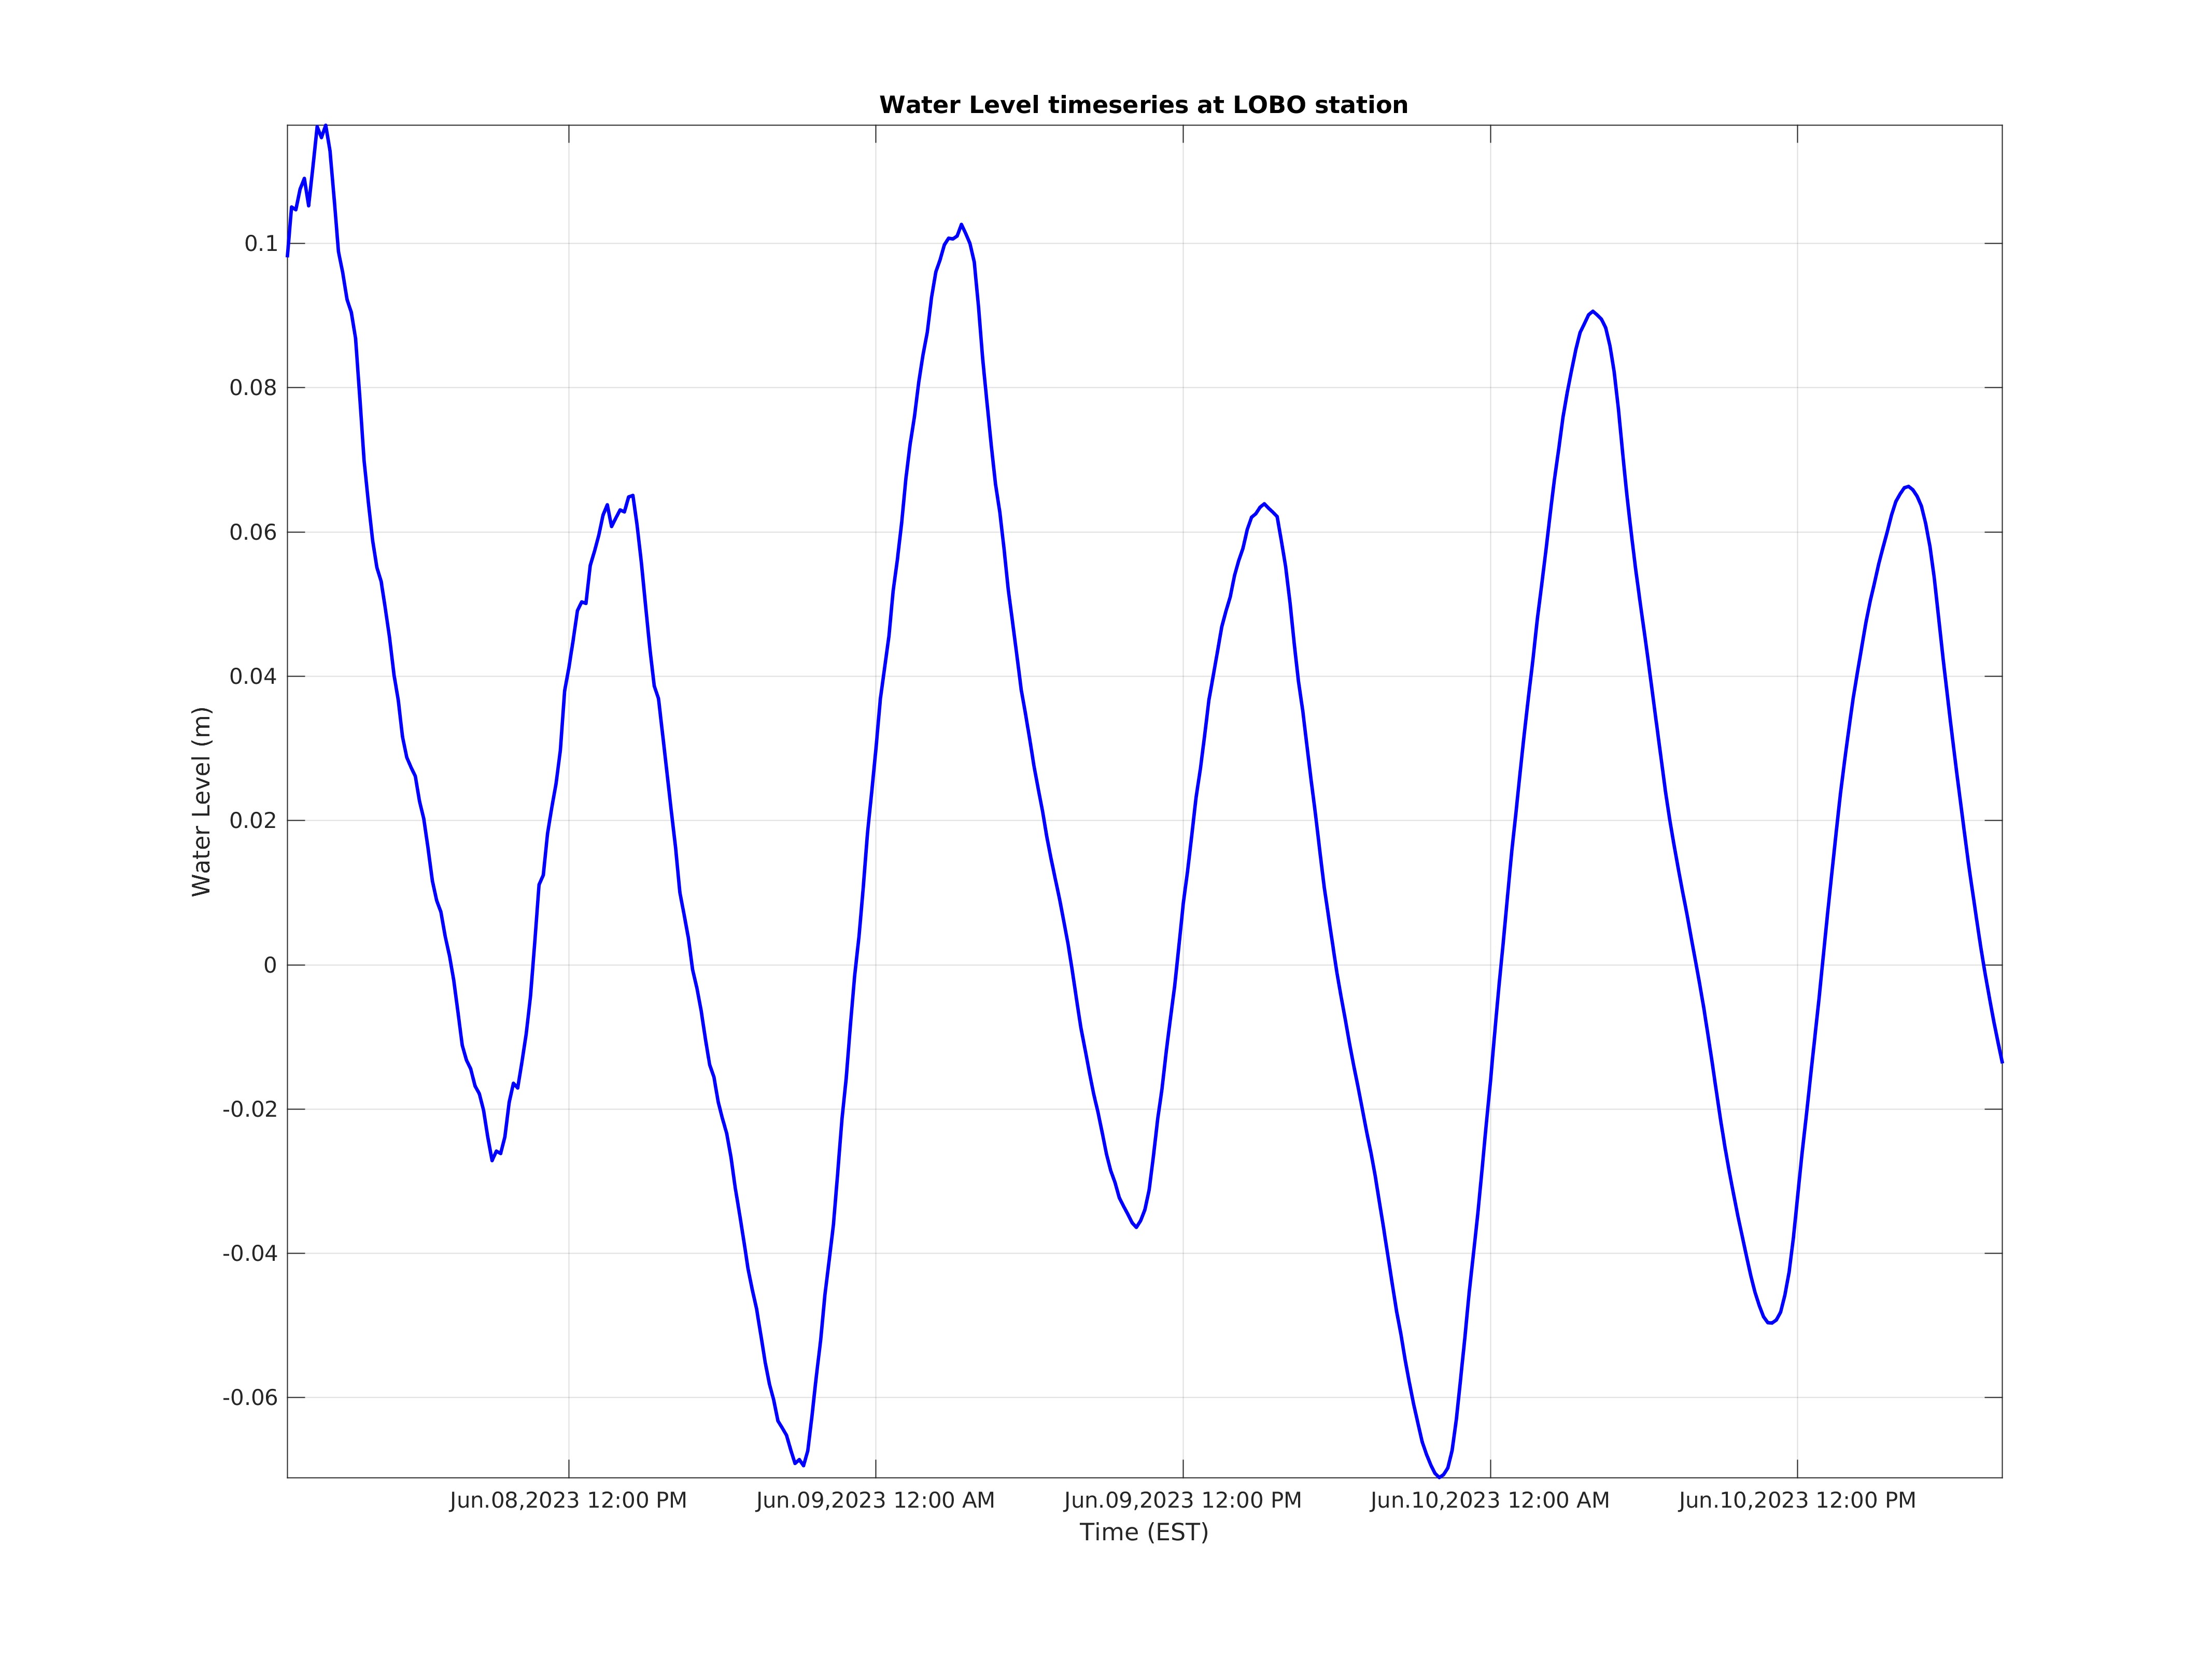 Water Level timeseries at LOBO station
0.1
0.08
0.06
0.04
0.02
0
-0.02
-0.04
-0.06
Water Level (m)
Jun.08,2023 12:00 PM
Jun.09,2023 12:00 AM
Jun.09,2023 12:00 PM
Jun.10,2023 12:00 AM
Jun.10,2023 12:00 PM
Time (EST)